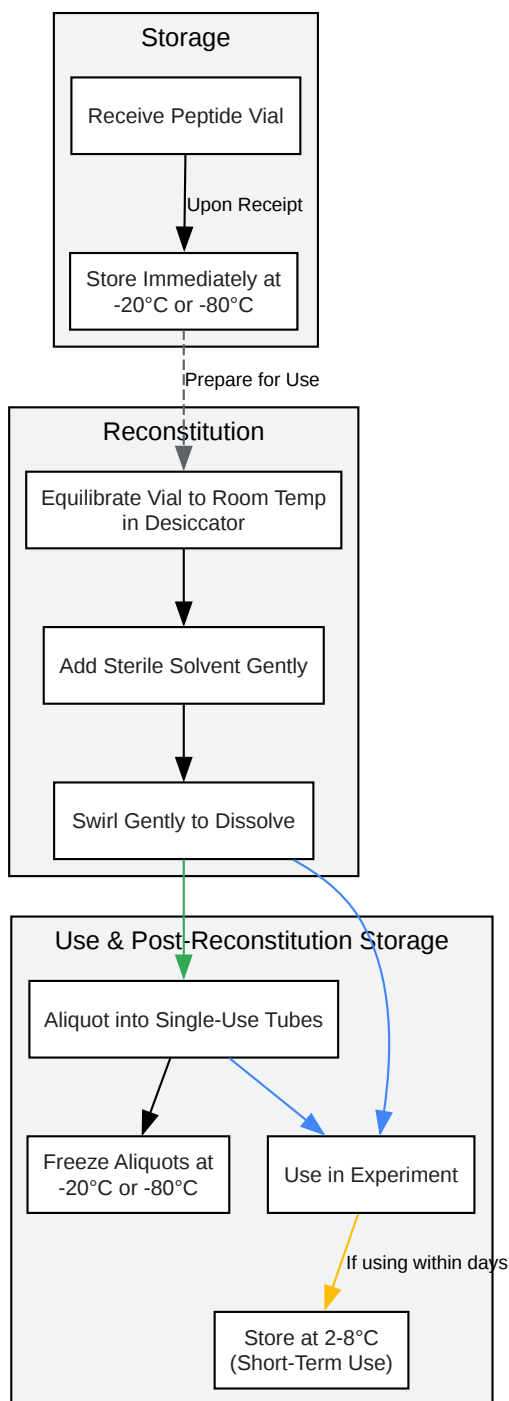 Storage
Receive Peptide Vial
Upon Receipt
Store Immediately at
-20°C or -80°C
Prepare for Use
Reconstitution
Equilibrate Vial to Room Temp
in Desiccator
Add Sterile Solvent Gently
Swirl Gently to Dissolve
Use & Post-Reconstitution Storage
Aliquot into Single-Use Tubes
Freeze Aliquots at
-20°C or -80°C
Use in Experiment
If using within days
Store at 2-8°C
(Short-Term Use)